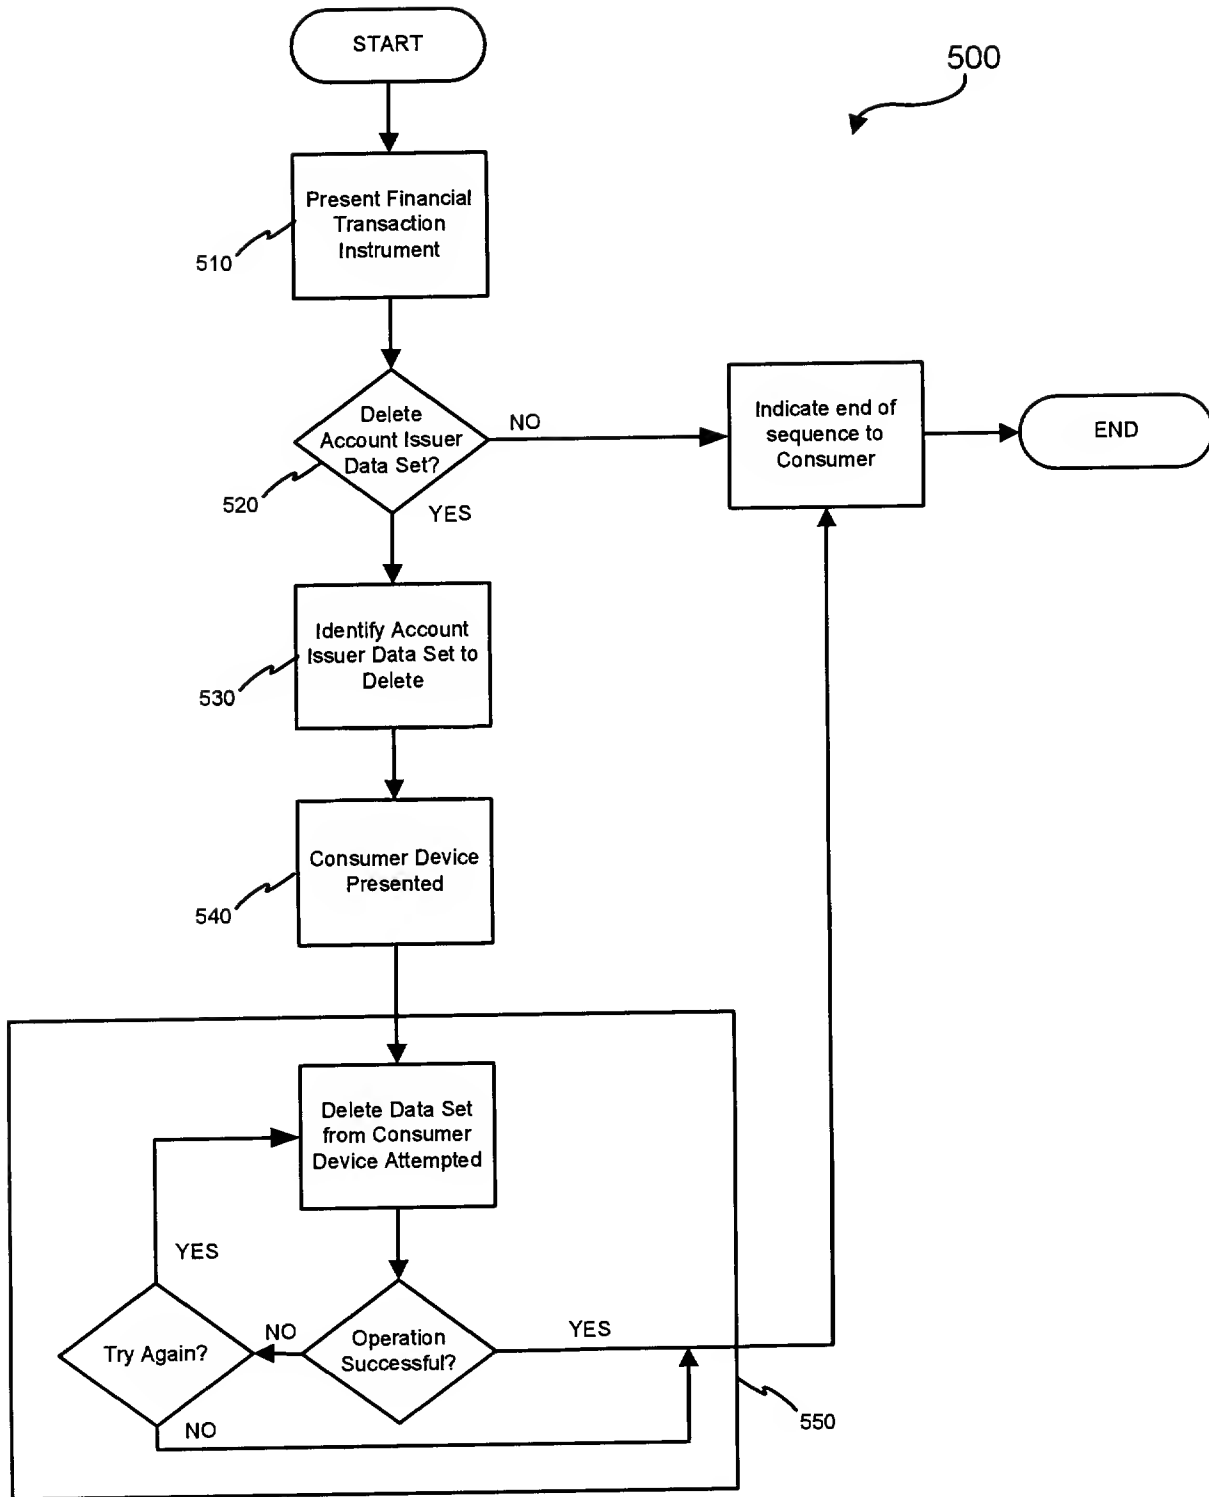 START
500
Present Financial
Transaction
Instrument
510
Delete
Account Issuer
Data Set?
NO
520
YES
Indicate end of
sequence to
Consumer
END
Identify Account
Issuer Data Set to
Delete
530
Consumer Device
Presented
540
Delete Data Set
from Consumer
Device Attempted
YES
Try Again?
NO
Operation
Successful?
YES
NO
550